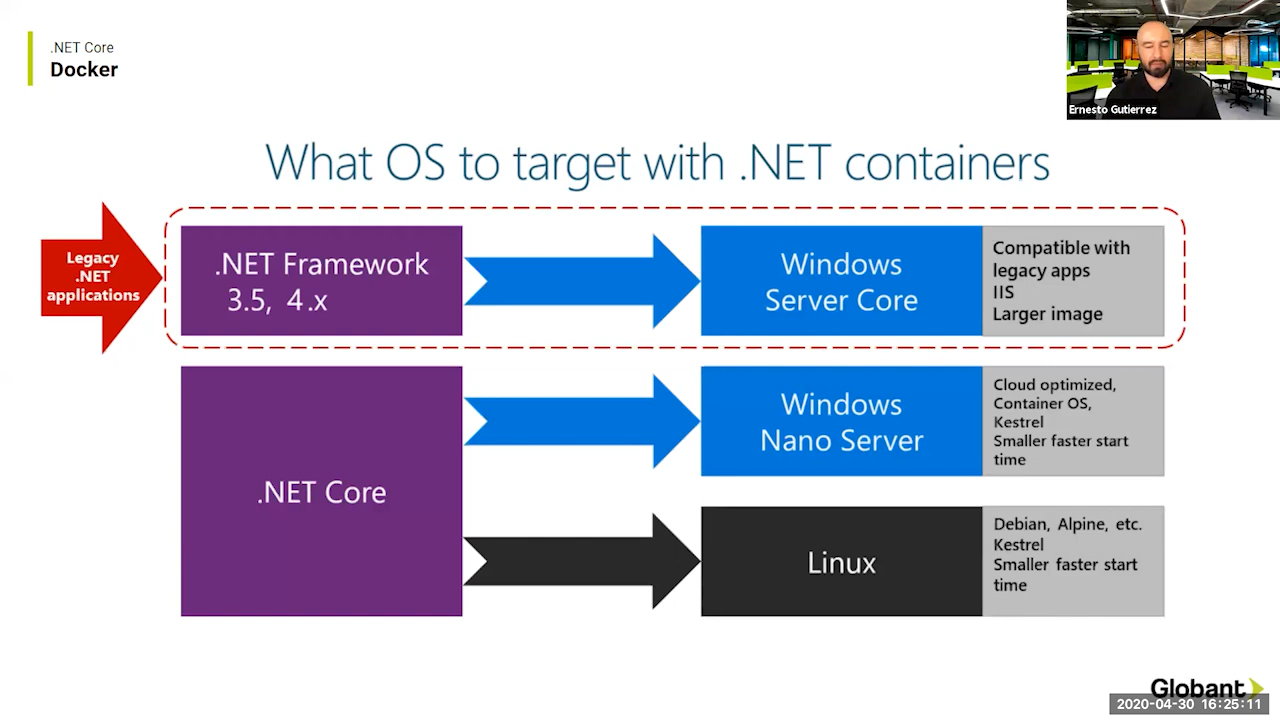 .NET Core
Docker
Ernesto Gutierrez
What OS to target with .NET containers
Legacy
.NET
applications
.NET Framework
3.5, 4.x
Windows
Server Core
Compatible with
legacy apps
IIS
Larger image
.NET Core
Windows
Nano Server
Cloud optimized,
Container OS,
Kestrel
Smaller faster start
time
Linux
Debian, Alpine, etc.
Kestrel
Smaller faster start
time
Globant
2020-04-30 16:25:11